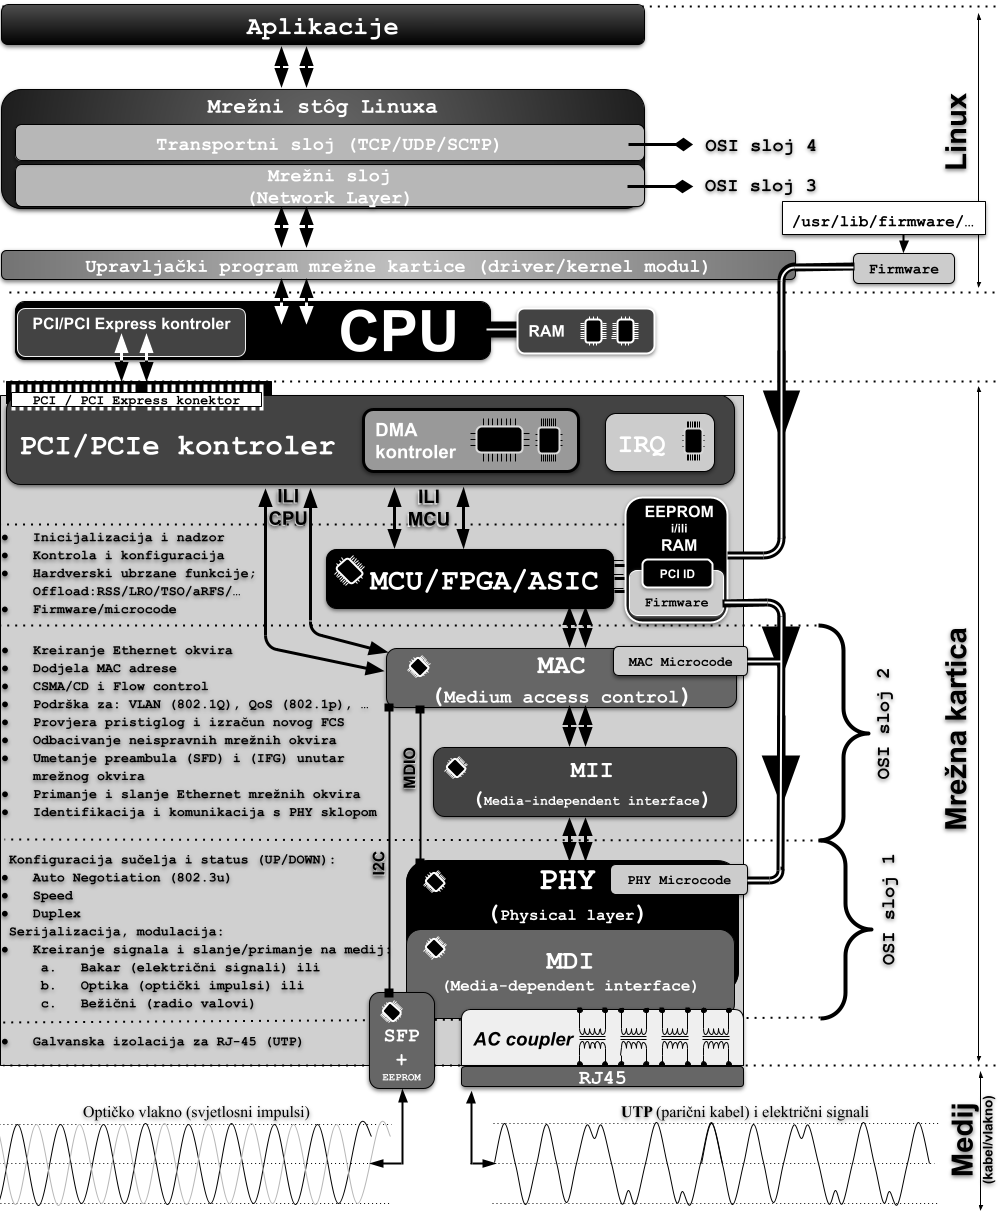 Aplikacije
Mrežni stôg Linuxa
Transportni sloj (TCP/UDP/SCTP)
OSI sloj 4
Mrežni sloj
(Network Layer)
OSI sloj 3
Linux
/usr/lib/firmware/…
Upravljački program mrežne kartice (driver/kernel modul)
Firmware
PCI/PCI Express kontroler
CPU
RAM
PCI / PCI Express konektor
PCI/PCIe kontroler
DMA
kontroler
IRQ
ILI
CPU
ILI
MCU
EEPROM
i/ili
RAM
PCI ID
Firmware
MCU/FPGA/ASIC
● Inicijalizacija i nadzor
● Kontrola i konfiguracija
● Hardverski ubrzane funkcije;
Offload:RSS/LRO/TSO/aRFS/…
● Firmware/microcode
MAC
(Medium access control)
MAC Microcode
● Kreiranje Ethernet okvira
● Dodjela MAC adrese
● CSMA/CD i Flow control
● Podrška za: VLAN (802.1Q), QoS (802.1p), …
● Provjera pristiglog i izračun novog FCS
● Odbacivanje neispravnih mrežnih okvira
● Umetanje preambula (SFD) i (IFG) unutar
mrežnog okvira
● Primanje i slanje Ethernet mrežnih okvira
● Identifikacija i komunikacija s PHY sklopom
MDIO
I2C
MII
(Media-independent interface)
OSI sloj 2
Mrežna kartica
Konfiguracija sučelja i status (UP/DOWN):
● Auto Negotiation (802.3u)
● Speed
● Duplex
Serijalizacija, modulacija:
● Kreiranje signala i slanje/primanje na medij:
a. Bakar (električni signali) ili
b. Optika (optički impulsi) ili
c. Bežični (radio valovi)
PHY
(Physical layer)
PHY Microcode
MDI
(Media-dependent interface)
OSI sloj 1
● Galvanska izolacija za RJ-45 (UTP)
SFP
+
EEPROM
AC coupler
RJ45
Optičko vlakno (svjetlosni impulsi)
UTP (parični kabel) i električni signali
Medij
(kabel/vlakno)